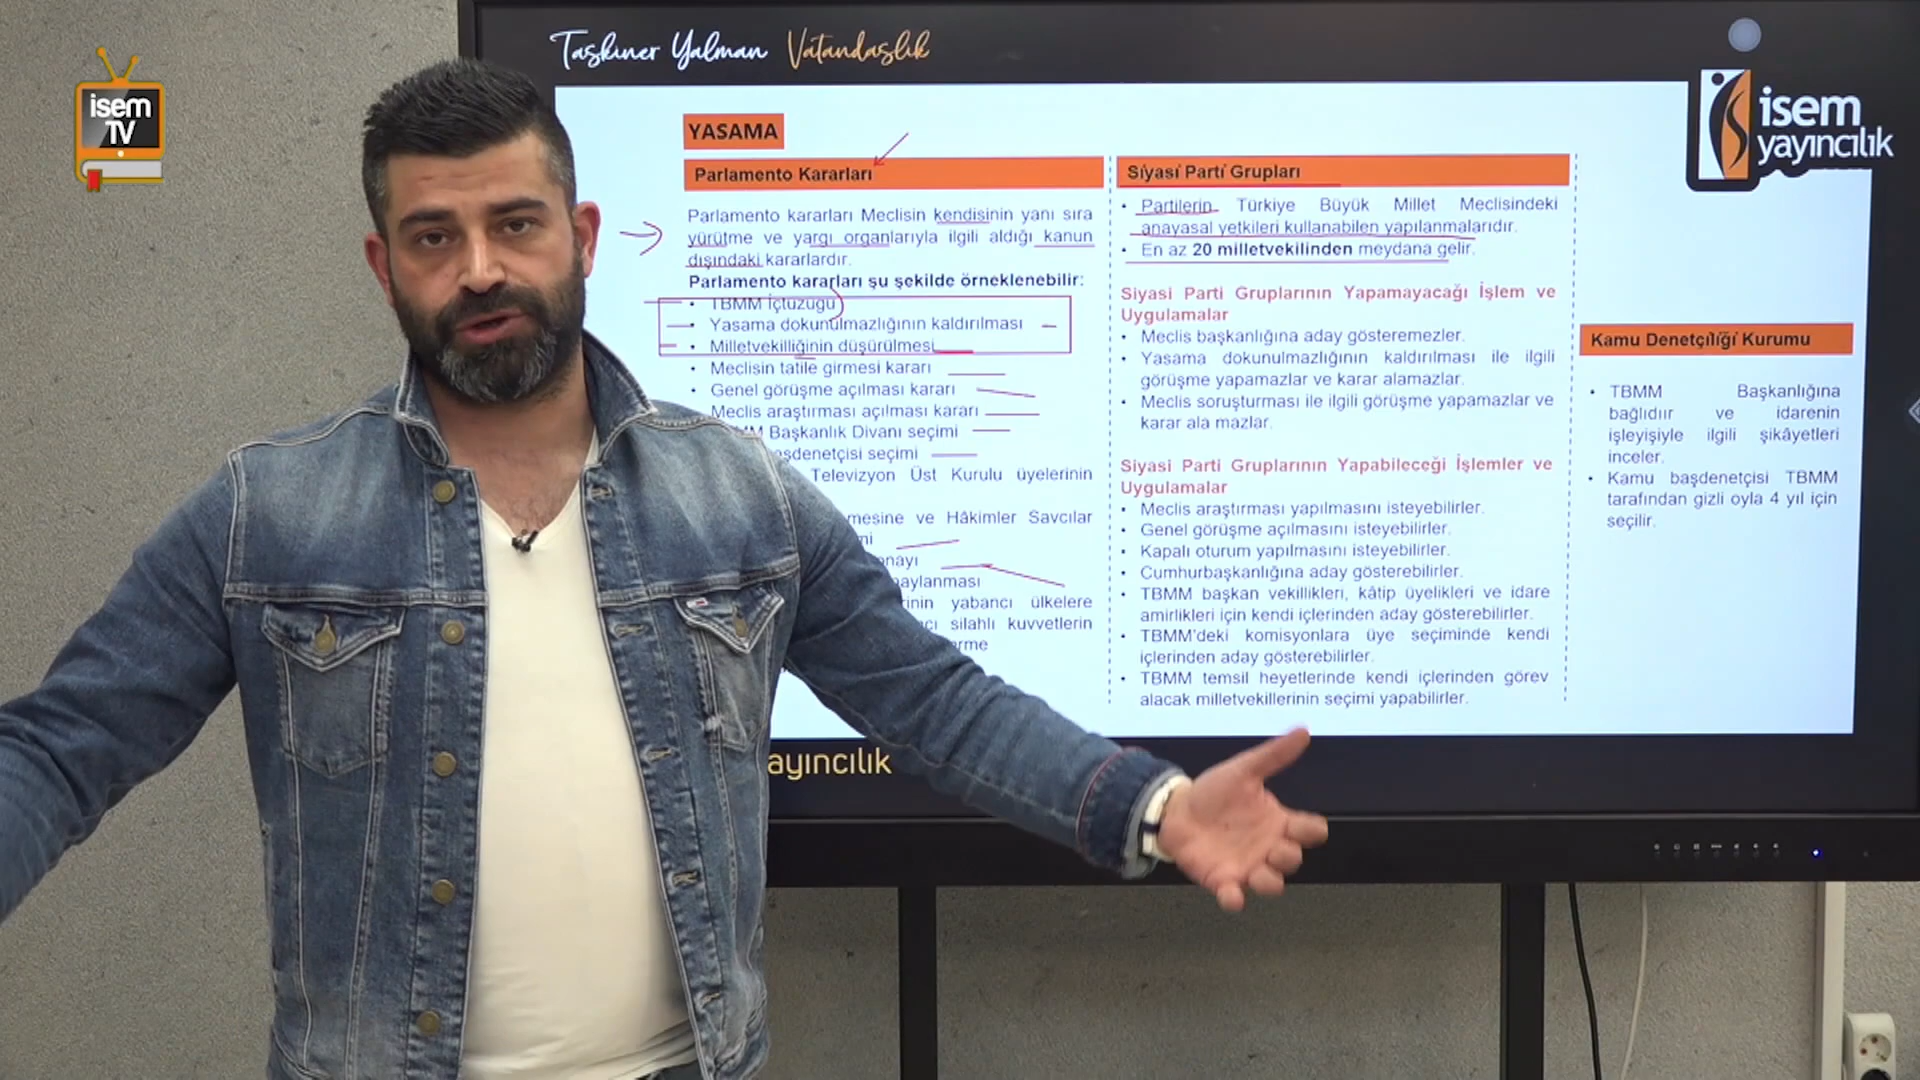 isem
TV
Taşkıner Yalman Vatandaşlık
isem
yayıncılık
YASAMA
Parlamento Kararları
Parlamento kararları Meclisin kendisinin yanı sıra
yürütme ve yargı organlarıyla ilgili aldığı kanun
dışındaki kararlardır.
Parlamento kararları şu şekilde örneklenebilir:
• TBMM İçtüzüğü
• Yasama dokunulmazlığının kaldırılması
• Milletvekilliğinin düşürülmesi
• Meclisin tatile girmesi kararı
• Genel görüşme açılması kararı
Meclis araştırması açılması kararı
Başkanlık Divanı seçimi
seçimi
Televizyon Üst Kurulu üyelerinin
ve Hâkimler Savcılar
yabancı ülkelere
silahlı kuvvetlerin
Siyasi Parti Grupları
• Partilerin Türkiye Büyük Millet Meclisindeki
anayasal yetkileri kullanabilen yapılanmalarıdır.
• En az 20 milletvekilinden meydana gelir.
Siyasi Parti Gruplarının Yapamayacağı İşlem ve
Uygulamalar
• Meclis başkanlığına aday gösteremezler.
• Yasama dokunulmazlığının kaldırılması ile ilgili
görüşme yapamazlar ve karar alamazlar.
• Meclis soruşturması ile ilgili görüşme yapamazlar ve
karar ala mazlar.
Siyasi Parti Gruplarının Yapabileceği İşlemler ve
Uygulamalar
• Meclis araştırması yapılmasını isteyebilirler.
• Genel görüşme açılmasını isteyebilirler.
• Kapalı oturum yapılmasını isteyebilirler.
• Cumhurbaşkanlığına aday gösterebilirler.
• TBMM başkan vekillikleri, kâtip üyelikleri ve idare
amirlikleri için kendi içlerinden aday gösterebilirler.
• TBMM'deki komisyonlara üye seçiminde kendi
içlerinden aday gösterebilirler.
• TBMM temsil heyetlerinde kendi içlerinden görev
alacak milletvekillerinin seçimi yapabilirler.
Kamu Denetçiliği Kurumu
• TBMM Başkanlığına
bağlıdıır ve idarenin
işleyişiyle ilgili şikâyetleri
inceler.
• Kamu başdenetçisi TBMM
tarafından gizli oyla 4 yıl için
seçilir.
ayıncılık